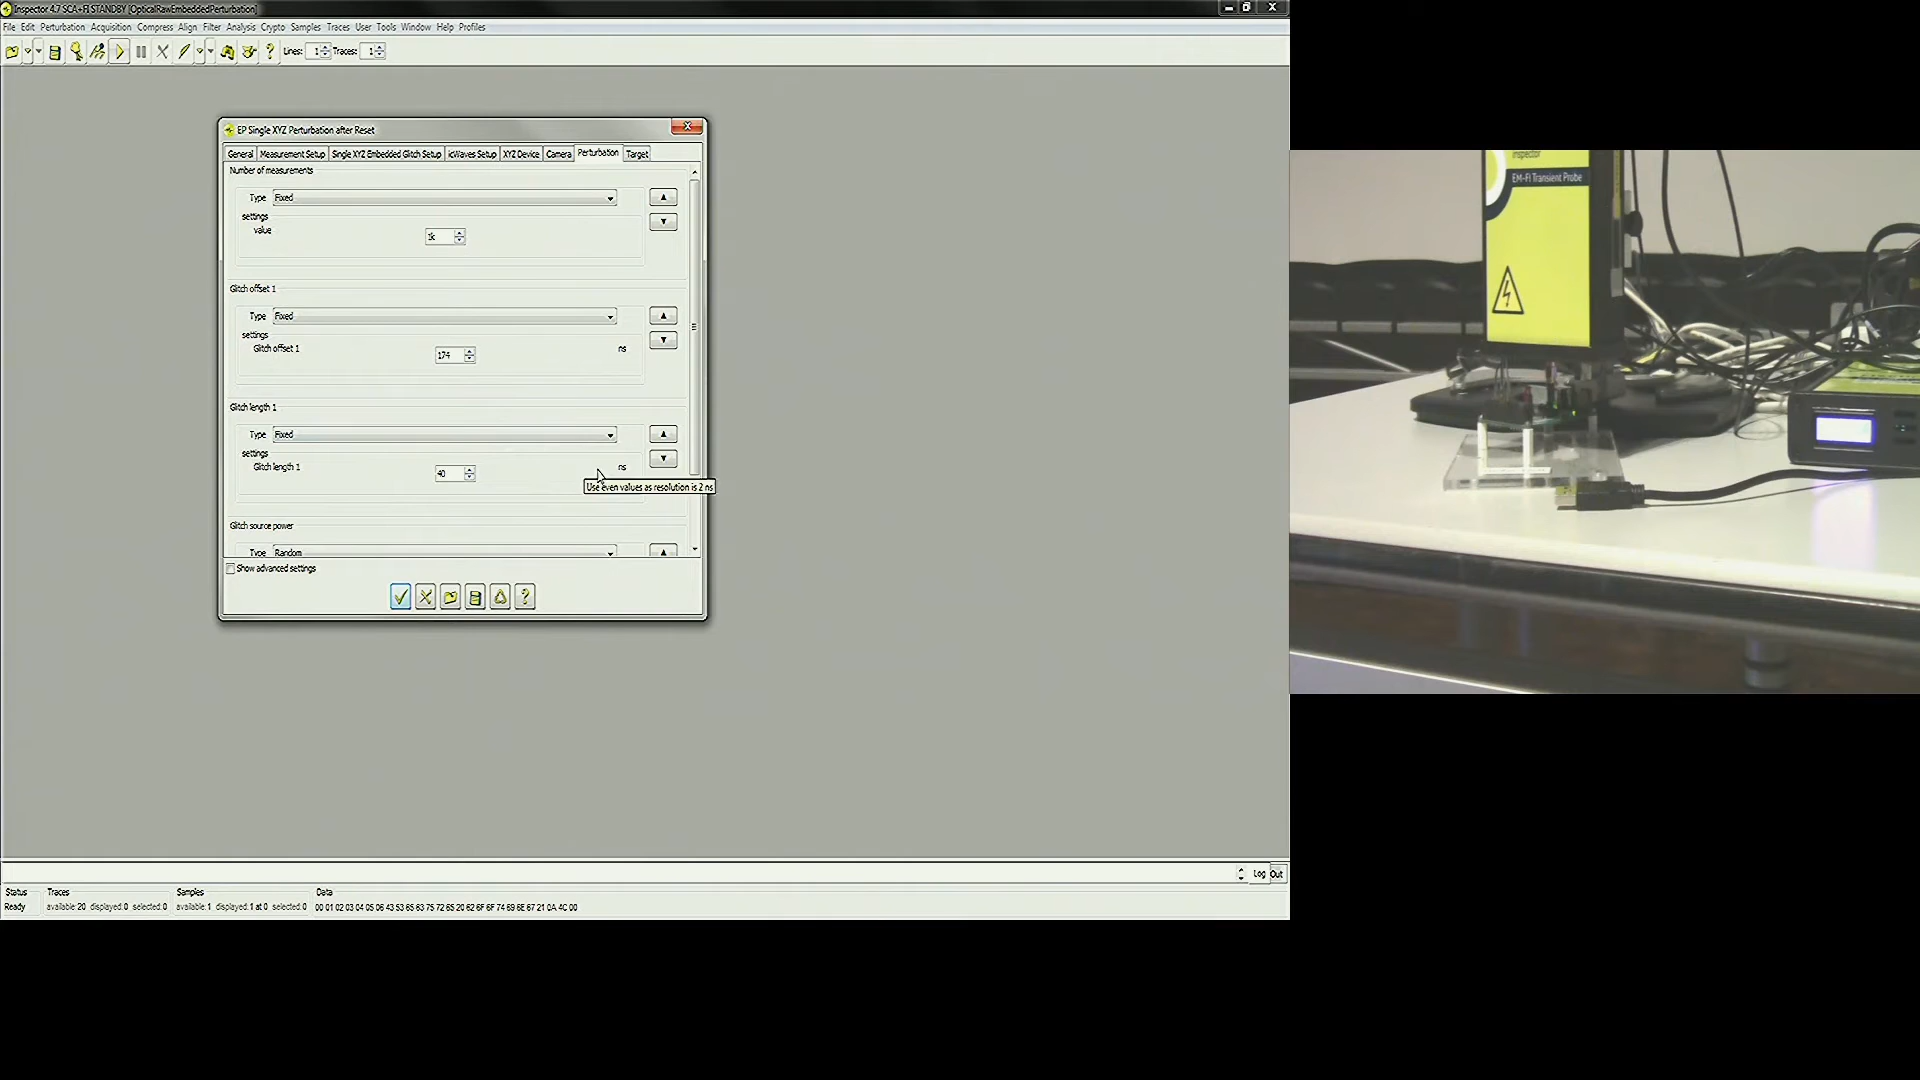 Inspector 4.7 SCA+FI STANDBY [OpticalRawEmbeddedPerturbation]
File Edit Perturbation Acquisition Compress Align Filter Analysis Crypto Samples Traces User Tools Window Help Profiles
Lines: 1 Traces: 1
EP Single XYZ Perturbation after Reset
General Measurement Setup Single XYZ Embedded Glitch Setup icWaves Setup XYZ Device Camera Perturbation Target
Number of measurements
Type Fixed
settings
value 1k
Glitch offset 1
Type Fixed
settings
Glitch offset 1 174 ns
Glitch length 1
Type Fixed
settings
Glitch length 1 40 ns
Use even values as resolution is 2 ns
Glitch source power
Type Random
Show advanced settings
Log Out
Status Traces Samples Data
Ready available: 20 displayed: 0 selected: 0 available: 1 displayed: 1 at 0 selected: 0 00 01 02 03 04 05 06 43 53 65 63 75 72 65 20 62 6F 6F 74 69 6E 67 21 0A 4C 00
inspector
EM-FI Transient Probe